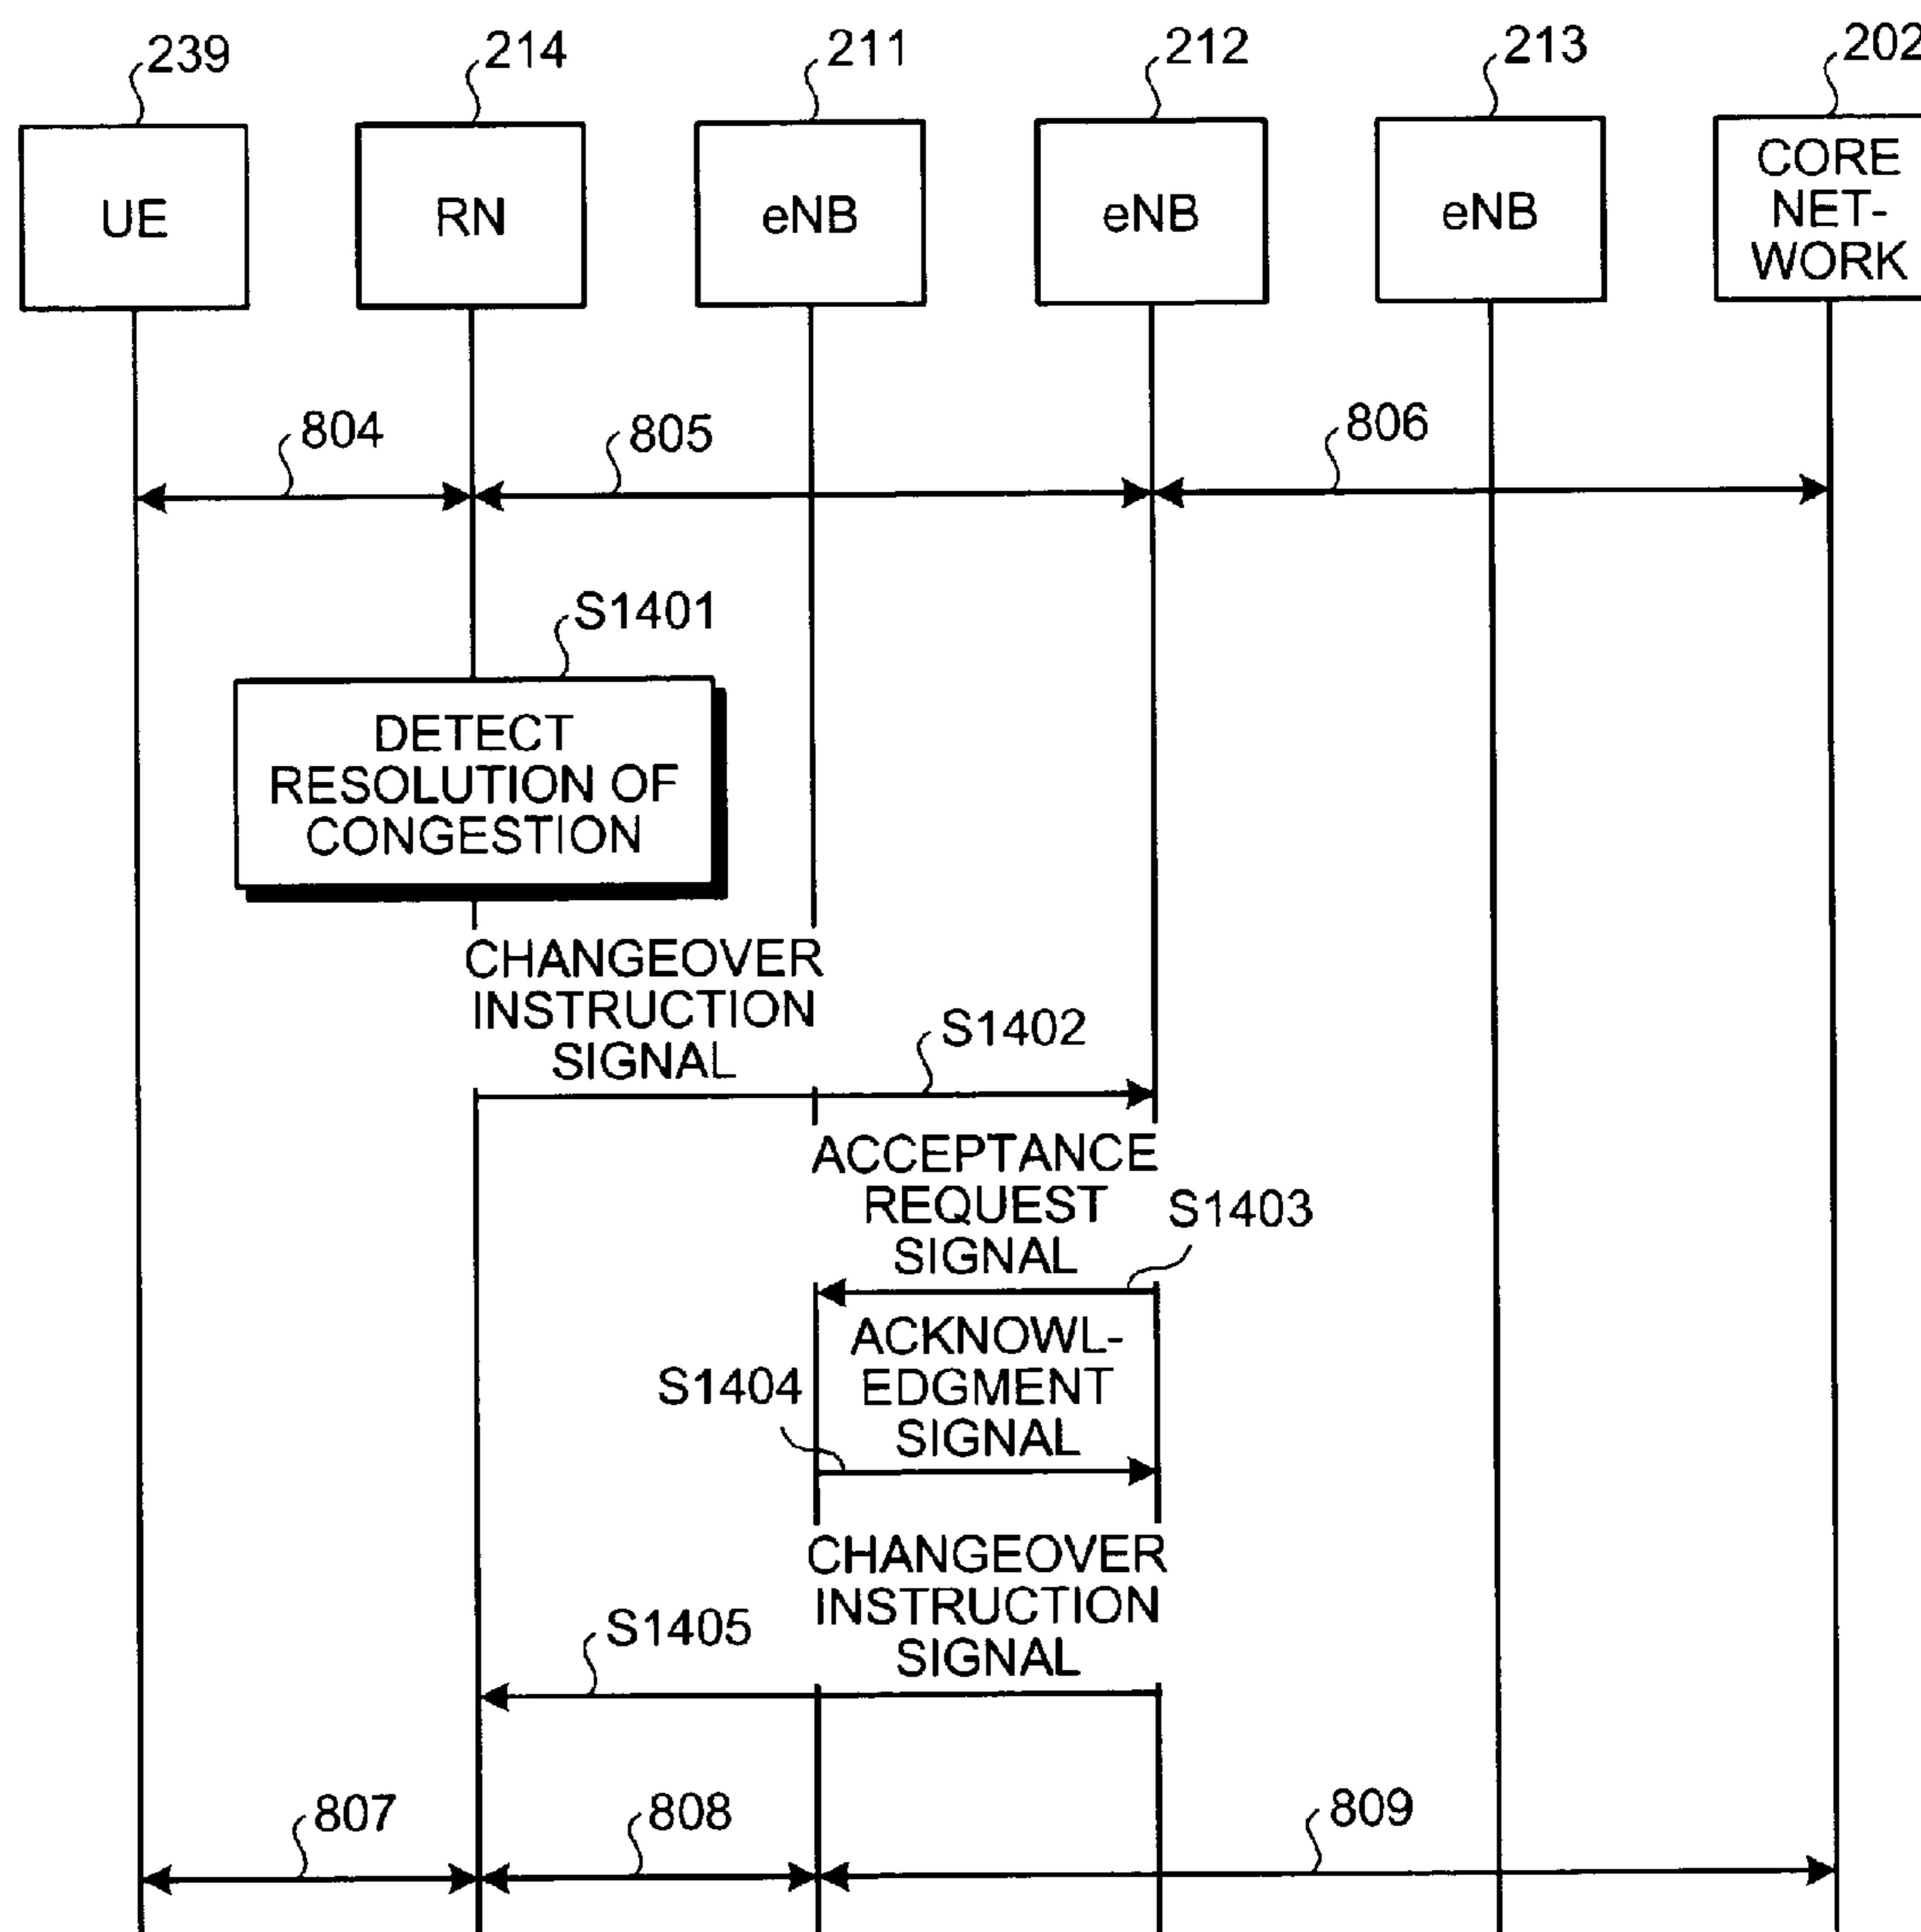 239
214
211
212
213
202
UE
RN
eNB
eNB
eNB
CORE
NET-
WORK
804
805
806
S1401
DETECT
RESOLUTION OF
CONGESTION
CHANGEOVER
INSTRUCTION
SIGNAL
S1402
ACCEPTANCE
REQUEST
SIGNAL
S1403
ACKNOWL-
EDGMENT
SIGNAL
S1404
CHANGEOVER
INSTRUCTION
SIGNAL
S1405
807
808
809